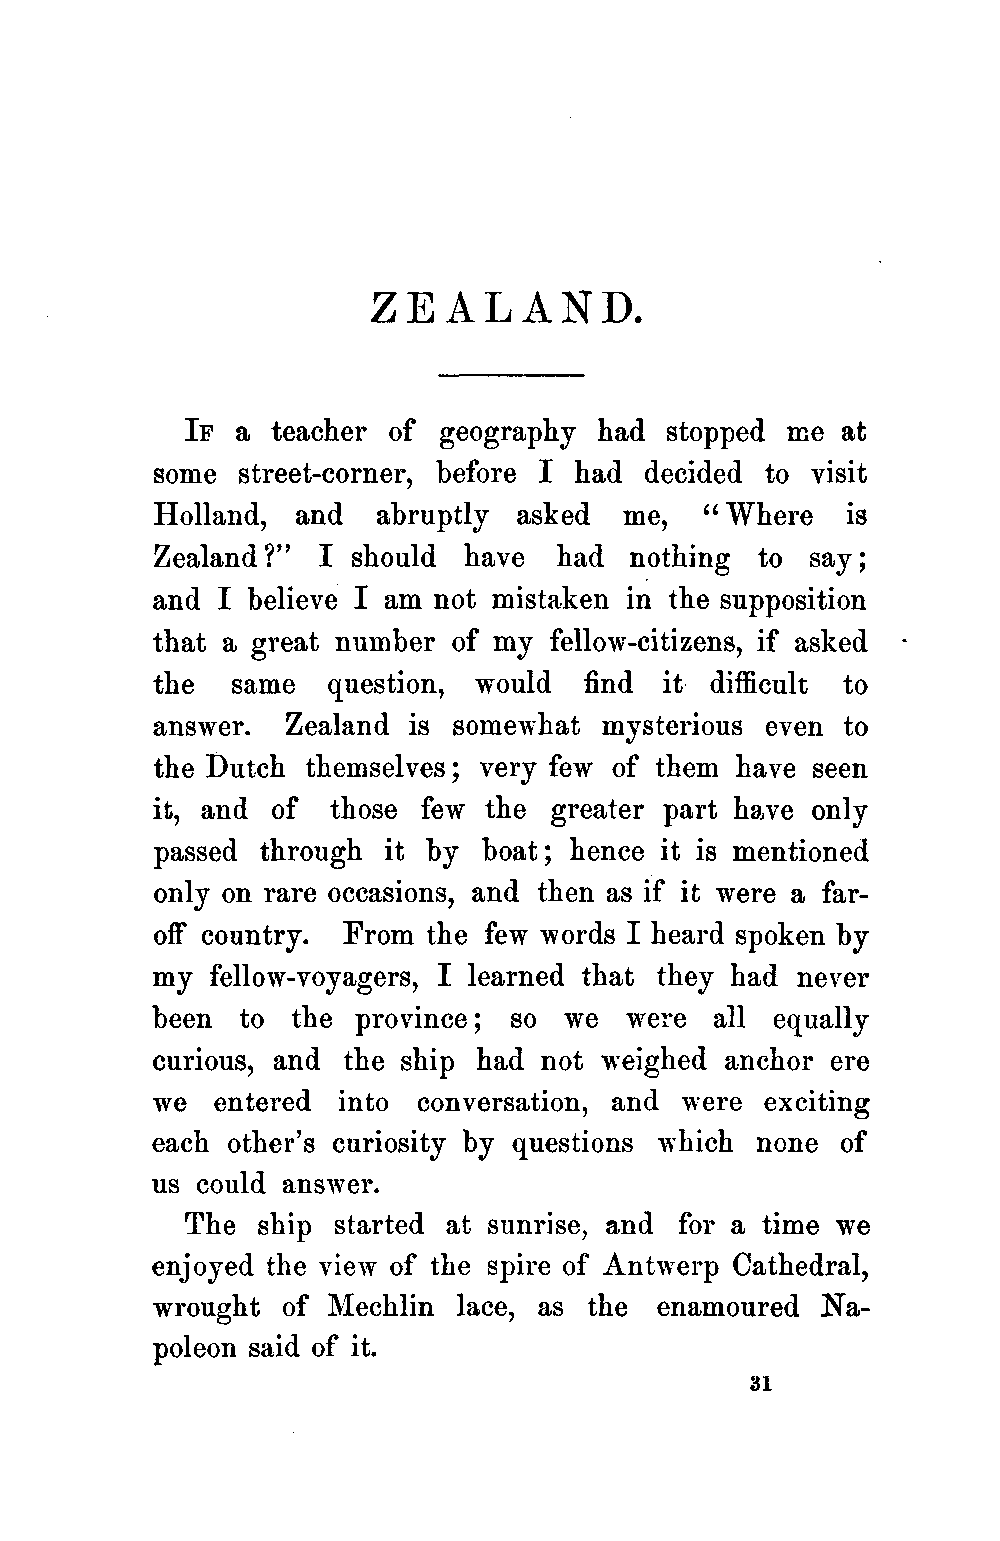 ZEALAND.
IF a teacher of geography had stopped me at
some street-corner, before I had decided to visit
Holland, and abruptly asked me, “Where is
Zealand?” I should have had nothing to say;
and I believe I am not mistaken in the supposition
that a great number of my fellow-citizens, if asked
the same question, would find it difficult to
answer. Zealand is somewhat mysterious even to
the Dutch themselves; very few of them have seen
it, and of those few the greater part have only
passed through it by boat; hence it is mentioned
only on rare occasions, and then as if it were a far-
off country. From the few words I heard spoken by
my fellow-voyagers, I learned that they had never
been to the province; so we were all equally
curious, and the ship had not weighed anchor ere
we entered into conversation, and were exciting
each other’s curiosity by questions which none of
us could answer.
The ship started at sunrise, and for a time we
enjoyed the view of the spire of Antwerp Cathedral,
wrought of Mechlin lace, as the enamoured Na-
poleon said of it.
31